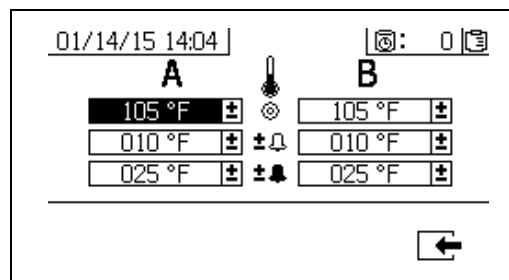 01/14/15 14:04 : 0
A B
105 °F ± 105 °F ±
010 °F ± ± 010 °F ±
025 °F ± ± 025 °F ±